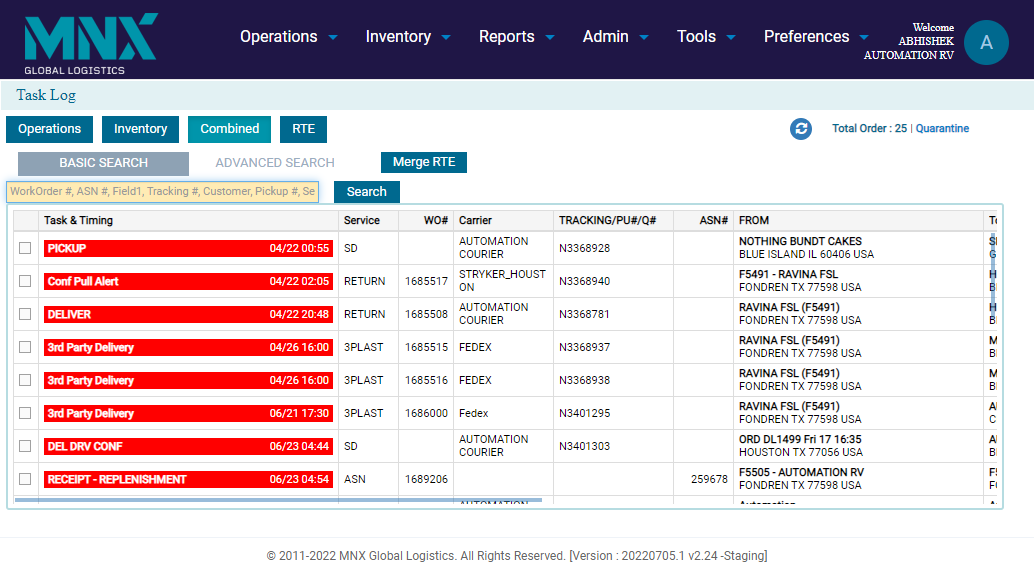 MNX
GLOBAL LOGISTICS
Operations Inventory Reports Admin Tools Preferences
Welcome
ABHISHEK
AUTOMATION RV
A
Task Log
Operations Inventory Combined RTE
Total Order : 25 | Quarantine
BASIC SEARCH ADVANCED SEARCH Merge RTE
WorkOrder #, ASN #, Field1, Tracking #, Customer, Pickup #, Se
Search
Task & Timing Service WO# Carrier TRACKING/PU#/Q# ASN# FROM
PICKUP 04/22 00:55 SD AUTOMATION COURIER N3368928 NOTHING BUNDT CAKES
BLUE ISLAND IL 60406 USA
Conf Pull Alert 04/22 02:05 RETURN 1685517 STRYKER_HOUSTON N3368940 F5491 - RAVINA FSL
FONDREN TX 77598 USA
DELIVER 04/22 20:48 RETURN 1685508 AUTOMATION COURIER N3368781 RAVINA FSL (F5491)
FONDREN TX 77598 USA
3rd Party Delivery 04/26 16:00 3PLAST 1685515 FEDEX N3368937 RAVINA FSL (F5491)
FONDREN TX 77598 USA
3rd Party Delivery 04/26 16:00 3PLAST 1685516 FEDEX N3368938 RAVINA FSL (F5491)
FONDREN TX 77598 USA
3rd Party Delivery 06/21 17:30 3PLAST 1686000 Fedex N3401295 RAVINA FSL (F5491)
FONDREN TX 77598 USA
DEL DRV CONF 06/23 04:44 SD AUTOMATION COURIER N3401303 ORD DL1499 Fri 17 16:35
HOUSTON TX 77056 USA
RECEIPT - REPLENISHMENT 06/23 04:54 ASN 1689206 259678 F5505 - AUTOMATION RV
FONDREN TX 77598 USA
© 2011-2022 MNX Global Logistics. All Rights Reserved. [Version : 20220705.1 v2.24 -Staging]